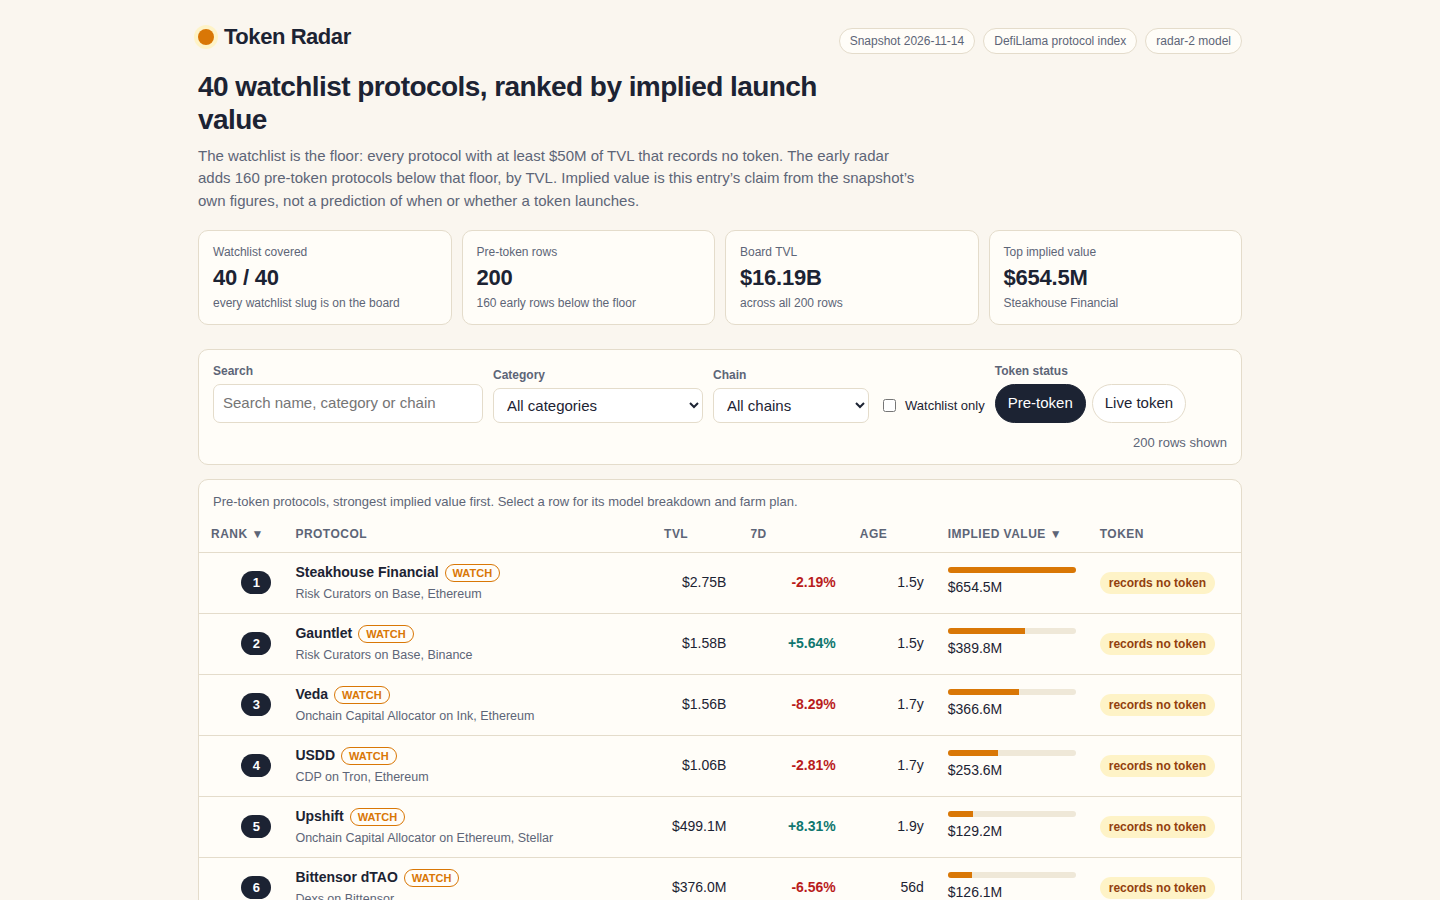 Token Radar
Snapshot 2026-11-14
DefiLlama protocol index
radar-2 model
40 watchlist protocols, ranked by implied launch
value
The watchlist is the floor: every protocol with at least $50M of TVL that records no token. The early radar
adds 160 pre-token protocols below that floor, by TVL. Implied value is this entry’s claim from the snapshot’s
own figures, not a prediction of when or whether a token launches.
Watchlist covered
40 / 40
every watchlist slug is on the board
Pre-token rows
200
160 early rows below the floor
Board TVL
$16.19B
across all 200 rows
Top implied value
$654.5M
Steakhouse Financial
Search
Search name, category or chain
Category
All categories
Chain
All chains
Watchlist only
Token status
Pre-token
Live token
200 rows shown
Pre-token protocols, strongest implied value first. Select a row for its model breakdown and farm plan.
RANK ▼ PROTOCOL TVL 7D AGE IMPLIED VALUE ▼ TOKEN
1 Steakhouse Financial WATCH $2.75B -2.19% 1.5y $654.5M records no token
Risk Curators on Base, Ethereum
2 Gauntlet WATCH $1.58B +5.64% 1.5y $389.8M records no token
Risk Curators on Base, Binance
3 Veda WATCH $1.56B -8.29% 1.7y $366.6M records no token
Onchain Capital Allocator on Ink, Ethereum
4 USDD WATCH $1.06B -2.81% 1.7y $253.6M records no token
CDP on Tron, Ethereum
5 Upshift WATCH $499.1M +8.31% 1.9y $129.2M records no token
Onchain Capital Allocator on Ethereum, Stellar
6 Bittensor dTAO WATCH $376.0M -6.56% 56d $126.1M records no token
Dexs on Bittensor